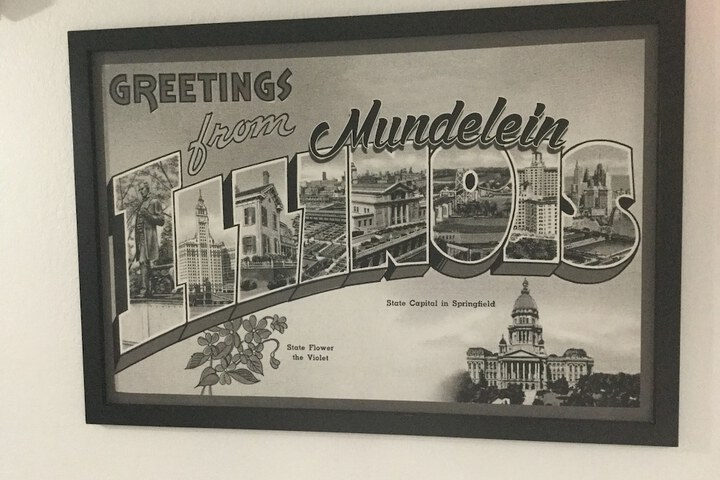 GREETINGS
from Mundelein
ILLINOIS
State Capital in Springfield
State Flower
the Violet